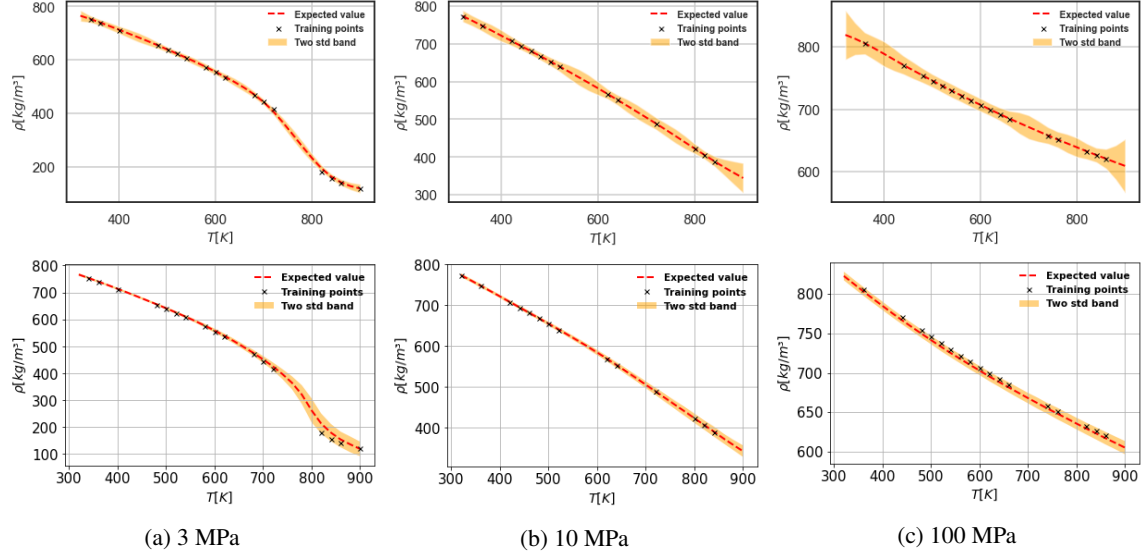 800
600
400
200
400
600
800
T[K]
ρ[kg/m³]
Expected value
Training points
Two std band
800
700
600
500
400
300
400
600
800
T[K]
ρ[kg/m³]
Expected value
Training points
Two std band
800
700
600
400
600
800
T[K]
ρ[kg/m³]
Expected value
Training points
Two std band
800
700
600
500
400
300
200
100
300
400
500
600
700
800
900
T[K]
ρ[kg/m³]
Expected value
Training points
Two std band
800
700
600
500
400
300
400
500
600
700
800
900
T[K]
ρ[kg/m³]
Expected value
Training points
Two std band
800
750
700
650
600
300
400
500
600
700
800
900
T[K]
ρ[kg/m³]
Expected value
Training points
Two std band
(a) 3 MPa
(b) 10 MPa
(c) 100 MPa